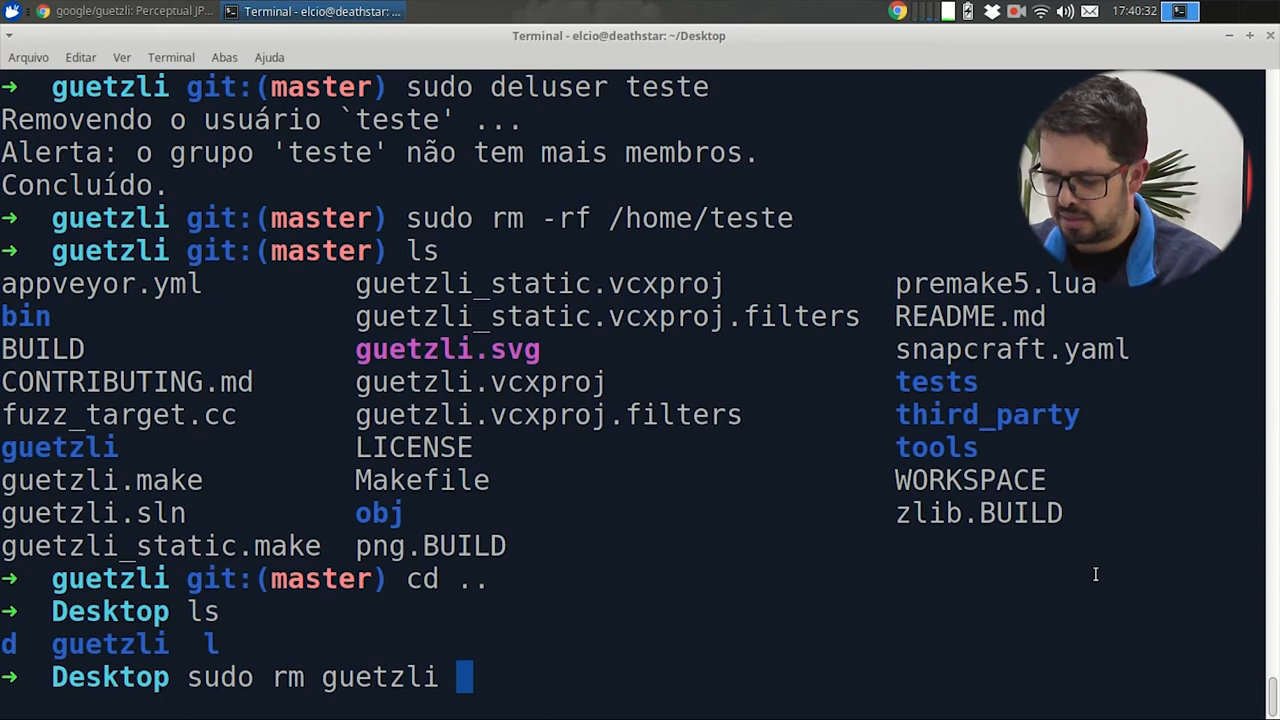 google/guetzli: Perceptual JP... Terminal - elcio@deathstar: ... 17:40:32
Terminal - elcio@deathstar: ~/Desktop
Arquivo Editar Ver Terminal Abas Ajuda
→ guetzli git:(master) sudo deluser teste
Removendo o usuário `teste' ...
Alerta: o grupo 'teste' não tem mais membros.
Concluído.
→ guetzli git:(master) sudo rm -rf /home/teste
→ guetzli git:(master) ls
appveyor.yml guetzli_static.vcxproj premake5.lua
bin guetzli_static.vcxproj.filters README.md
BUILD guetzli.svg snapcraft.yaml
CONTRIBUTING.md guetzli.vcxproj tests
fuzz_target.cc guetzli.vcxproj.filters third_party
guetzli LICENSE tools
guetzli.make Makefile WORKSPACE
guetzli.sln obj zlib.BUILD
guetzli_static.make png.BUILD
→ guetzli git:(master) cd ..
→ Desktop ls
d guetzli l
→ Desktop sudo rm guetzli